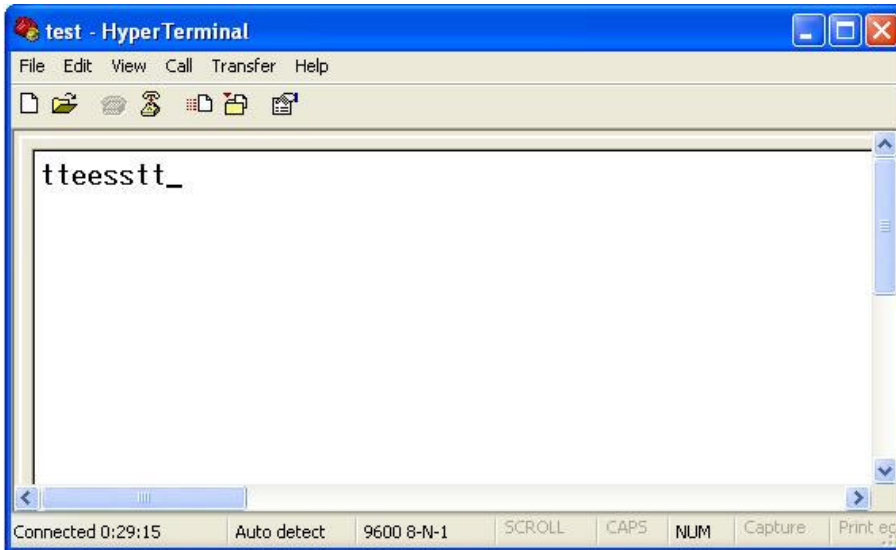 test - HyperTerminal
File Edit View Call Transfer Help
tteesstt_
Connected 0:29:15 Auto detect 9600 8-N-1 SCROLL CAPS NUM Capture Print